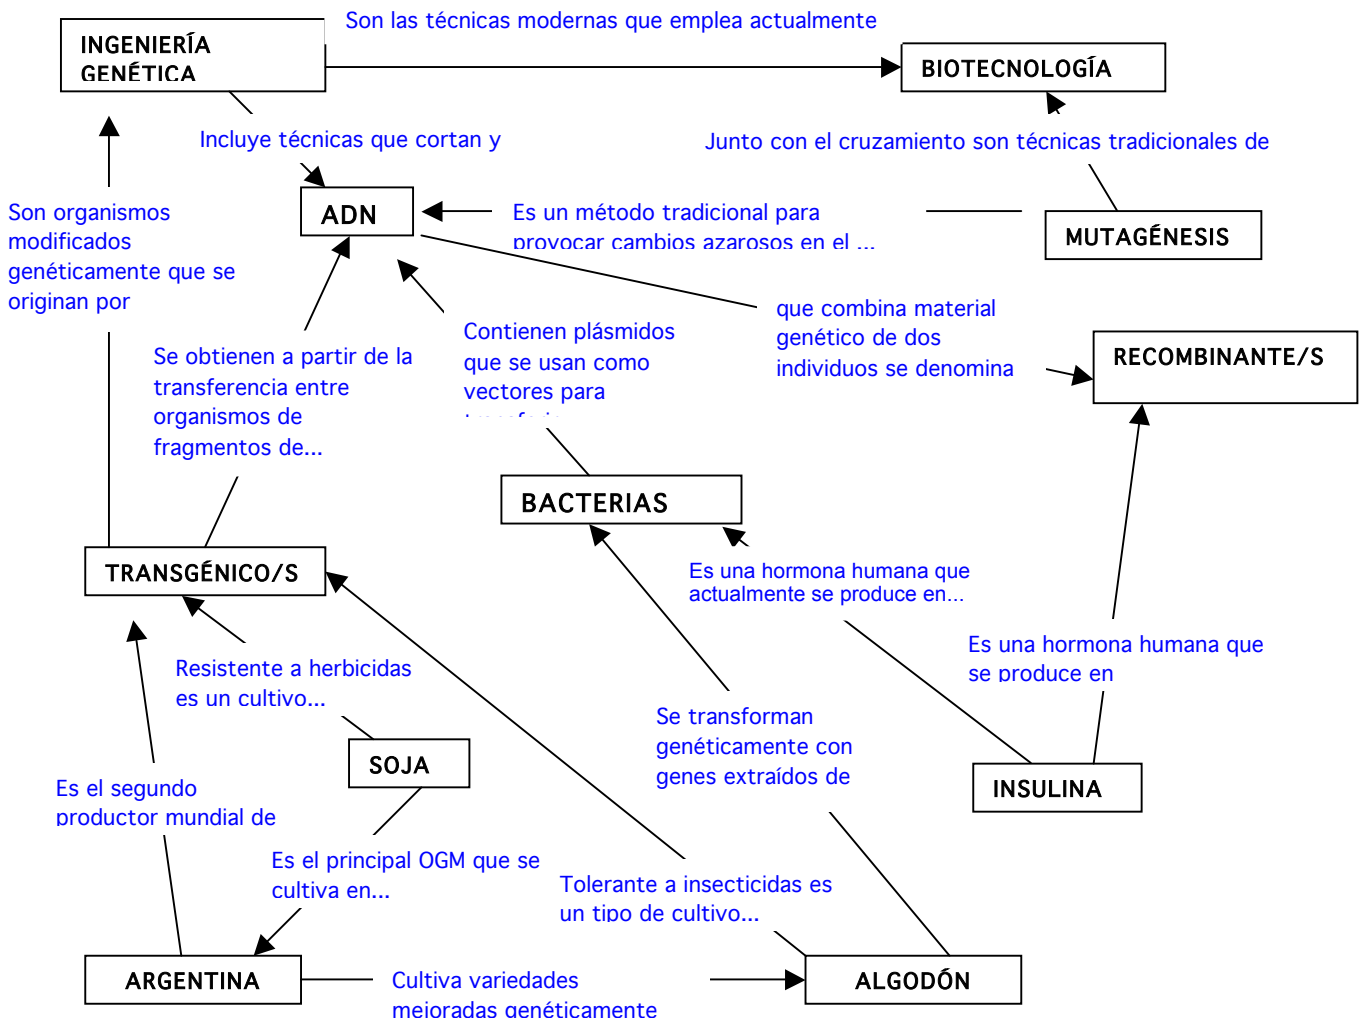 Son las técnicas modernas que emplea actualmente
INGENIERÍA
GENÉTICA
BIOTECNOLOGÍA
Incluye técnicas que cortan y
Junto con el cruzamiento son técnicas tradicionales de
Son organismos
modificados
genéticamente que se
originan por
ADN
Es un método tradicional para
provocar cambios azarosos en el ...
MUTAGÉNESIS
que combina material
genético de dos
individuos se denomina
Contienen plásmidos
que se usan como
vectores para
Se obtienen a partir de la
transferencia entre
organismos de
fragmentos de...
RECOMBINANTE/S
BACTERIAS
TRANSGÉNICO/S
Es una hormona humana que
actualmente se produce en...
Es una hormona humana que
se produce en
Resistente a herbicidas
es un cultivo...
Se transforman
genéticamente con
genes extraídos de
SOJA
INSULINA
Es el segundo
productor mundial de
Es el principal OGM que se
cultiva en...
Tolerante a insecticidas es
un tipo de cultivo...
ARGENTINA
Cultiva variedades
mejoradas genéticamente
ALGODÓN